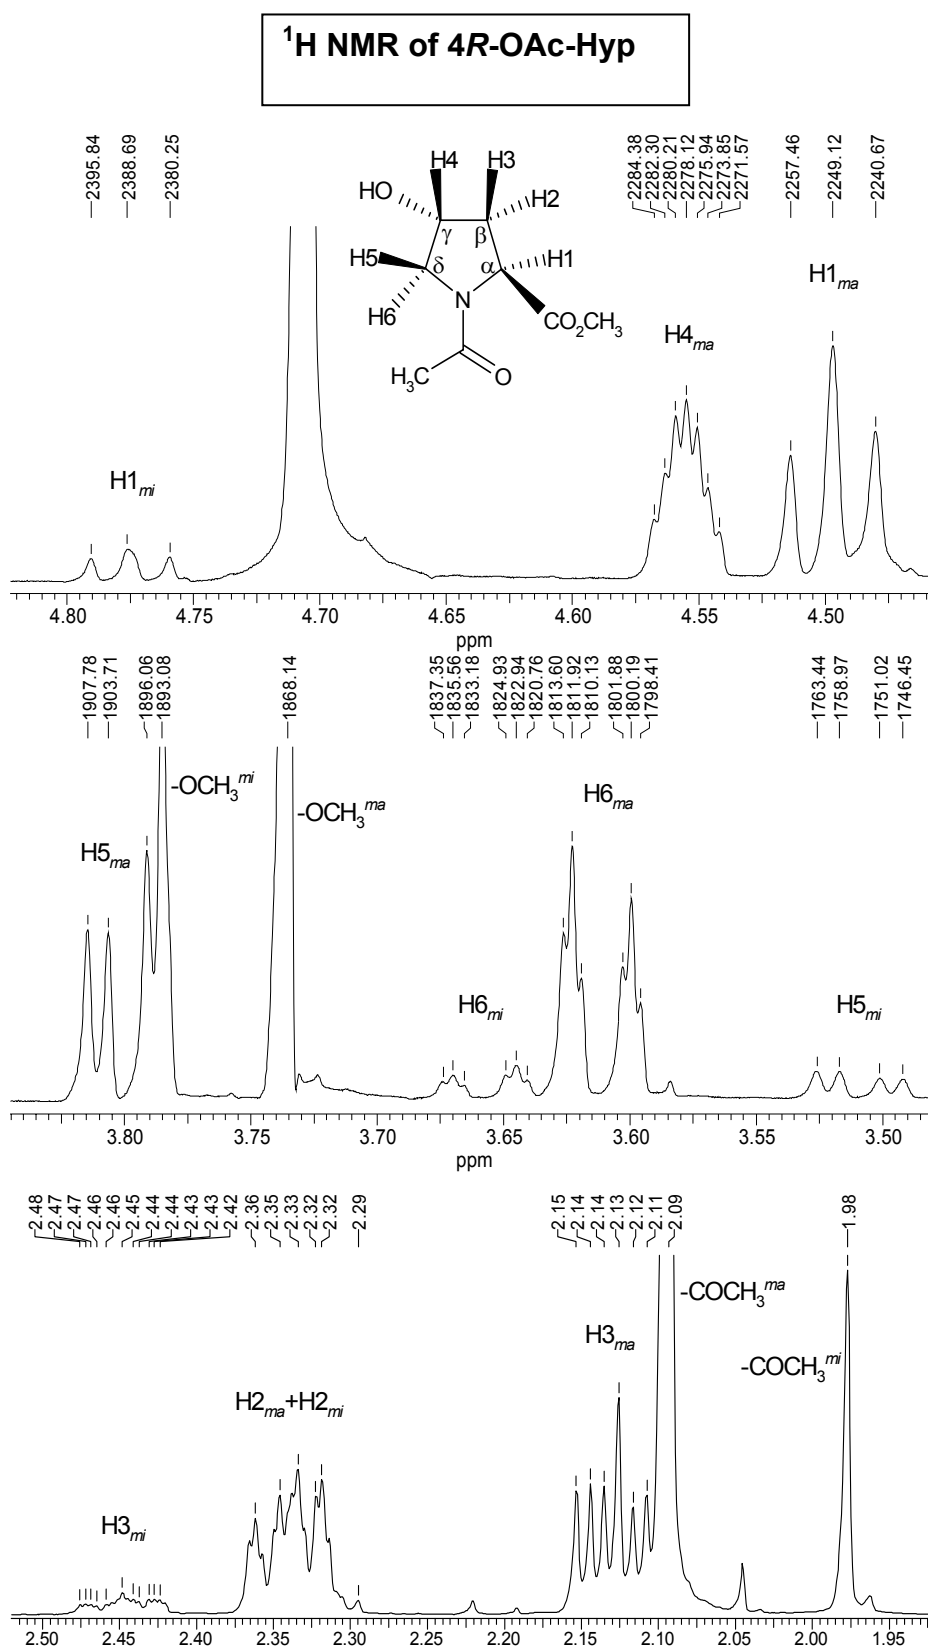 ¹H NMR of 4R-OAc-Hyp
2395.84
2388.69
2380.25
2284.38
2282.30
2280.21
2278.12
2275.94
2273.85
2271.57
2257.46
2249.12
2240.67
H4 H3
HO H2
γ β
H5 δ α H1
H6 N CO₂CH₃
H₃C O
H1ma
H4ma
H1mi
4.80 4.75 4.70 4.65 4.60 4.55 4.50
ppm
1907.78
1903.71
1896.06
1893.08
1868.14
1837.35
1835.56
1833.18
1824.93
1822.94
1820.76
1813.60
1811.92
1810.13
1801.88
1800.19
1798.41
1763.44
1758.97
1751.02
1746.45
-OCH₃mi
-OCH₃ma
H6ma
H5ma
H6mi
H5mi
3.80 3.75 3.70 3.65 3.60 3.55 3.50
ppm
2.48
2.47
2.47
2.46
2.46
2.45
2.44
2.44
2.43
2.43
2.42
2.36
2.35
2.33
2.32
2.32
2.29
2.15
2.14
2.14
2.13
2.12
2.11
2.09
1.98
-COCH₃ma
H3ma
-COCH₃mi
H2ma+H2mi
H3mi
2.50 2.45 2.40 2.35 2.30 2.25 2.20 2.15 2.10 2.05 2.00 1.95